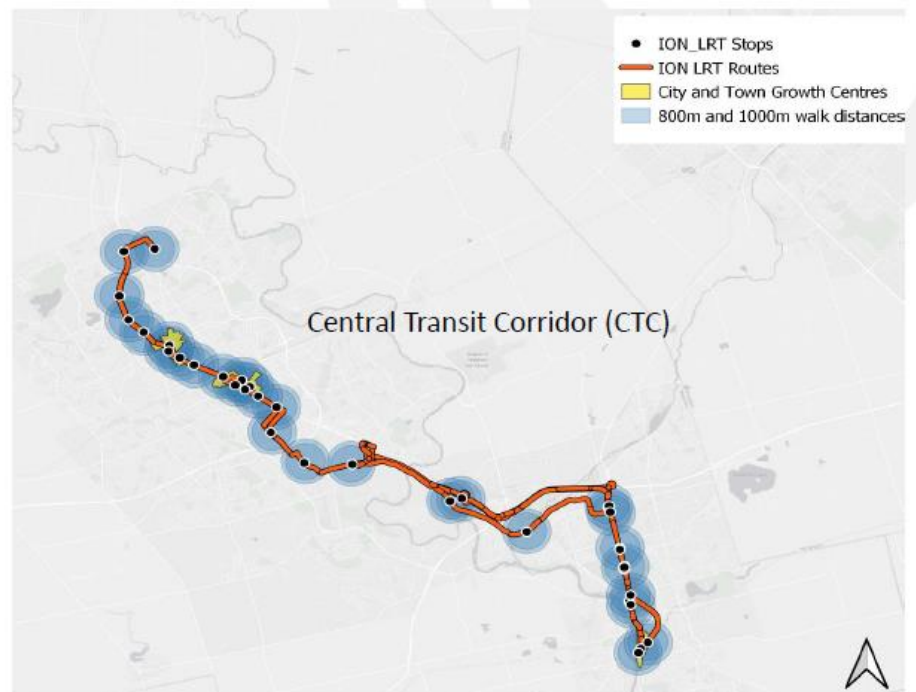 ION_LRT Stops
ION LRT Routes
City and Town Growth Centres
800m and 1000m walk distances
Central Transit Corridor (CTC)